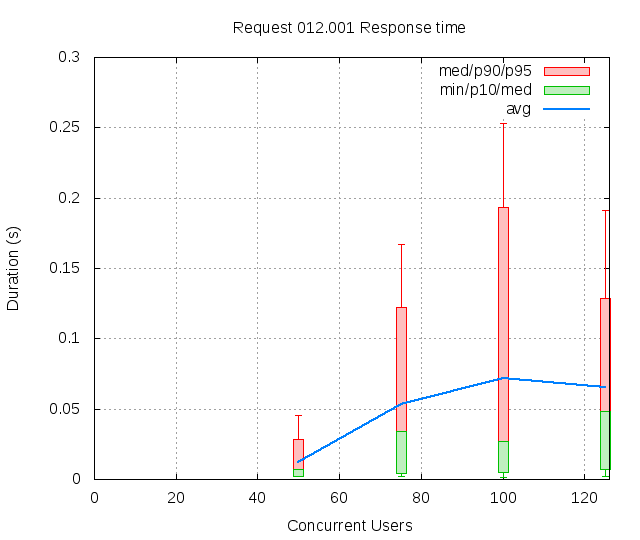 Request 012.001 Response time
0.3
0.25
0.2
0.15
0.1
0.05
0
0 20 40 60 80 100 120
Duration (s)
Concurrent Users
med/p90/p95
min/p10/med
avg